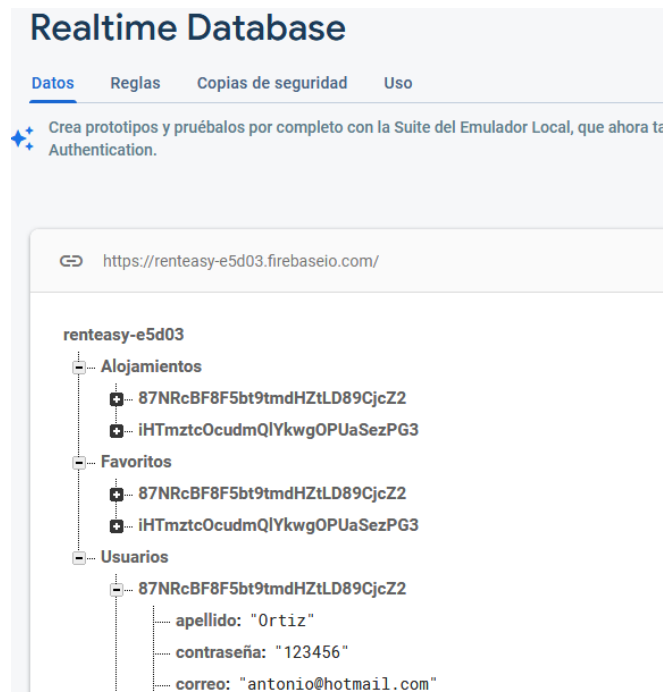 Realtime Database
Datos Reglas Copias de seguridad Uso
Crea prototipos y pruébalos por completo con la Suite del Emulador Local, que ahora ta
Authentication.
https://renteasy-e5d03.firebaseio.com/
renteasy-e5d03
Alojamientos
87NRcBF8F5bt9tmdHZtLD89CjcZ2
iHTmztcOcudmQlYkwgOPUaSezPG3
Favoritos
87NRcBF8F5bt9tmdHZtLD89CjcZ2
iHTmztcOcudmQlYkwgOPUaSezPG3
Usuarios
87NRcBF8F5bt9tmdHZtLD89CjcZ2
apellido: "Ortiz"
contraseña: "123456"
correo: "antonio@hotmail.com"